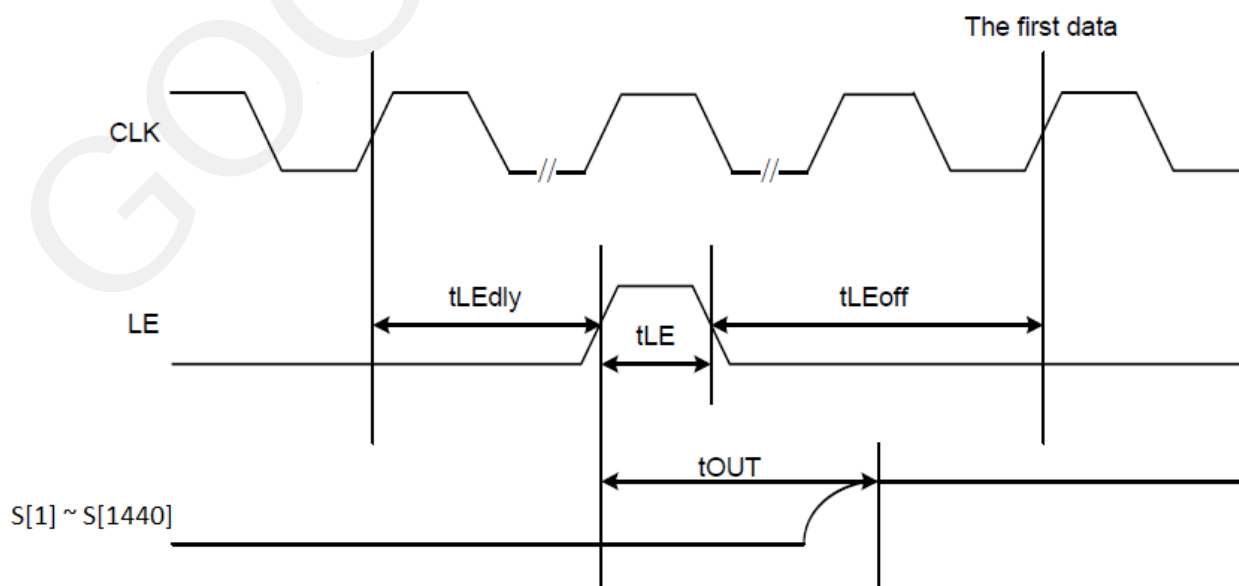 The first data
CLK
tLEdly
tLEoff
LE
tLE
tOUT
S[1] ~ S[1440]